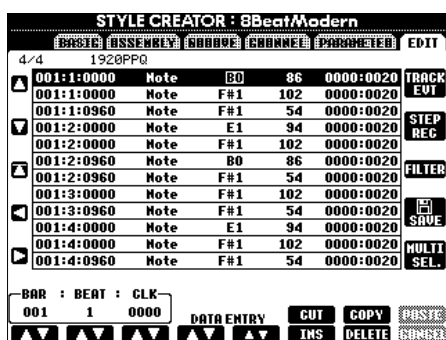 STYLE CREATOR : 8BeatModern
BASIC ASSEMBLY GROOVE CHANNEL PARAMETER EDIT
4/4 1920PPQ
001:1:0000 Note B0 86 0000:0020 TRACK EVT
001:1:0000 Note F#1 102 0000:0020
001:1:0960 Note F#1 54 0000:0020
001:2:0000 Note E1 94 0000:0020 STEP REC
001:2:0000 Note F#1 102 0000:0020
001:2:0960 Note B0 86 0000:0020
001:2:0960 Note F#1 54 0000:0020 FILTER
001:3:0000 Note F#1 102 0000:0020
001:3:0960 Note F#1 54 0000:0020 SAVE
001:4:0000 Note E1 94 0000:0020
001:4:0000 Note F#1 102 0000:0020 MULTI SEL.
001:4:0960 Note F#1 54 0000:0020
BAR : BEAT : CLK
001 1 0000 DATA ENTRY CUT COPY PASTE
INS DELETE CANCEL